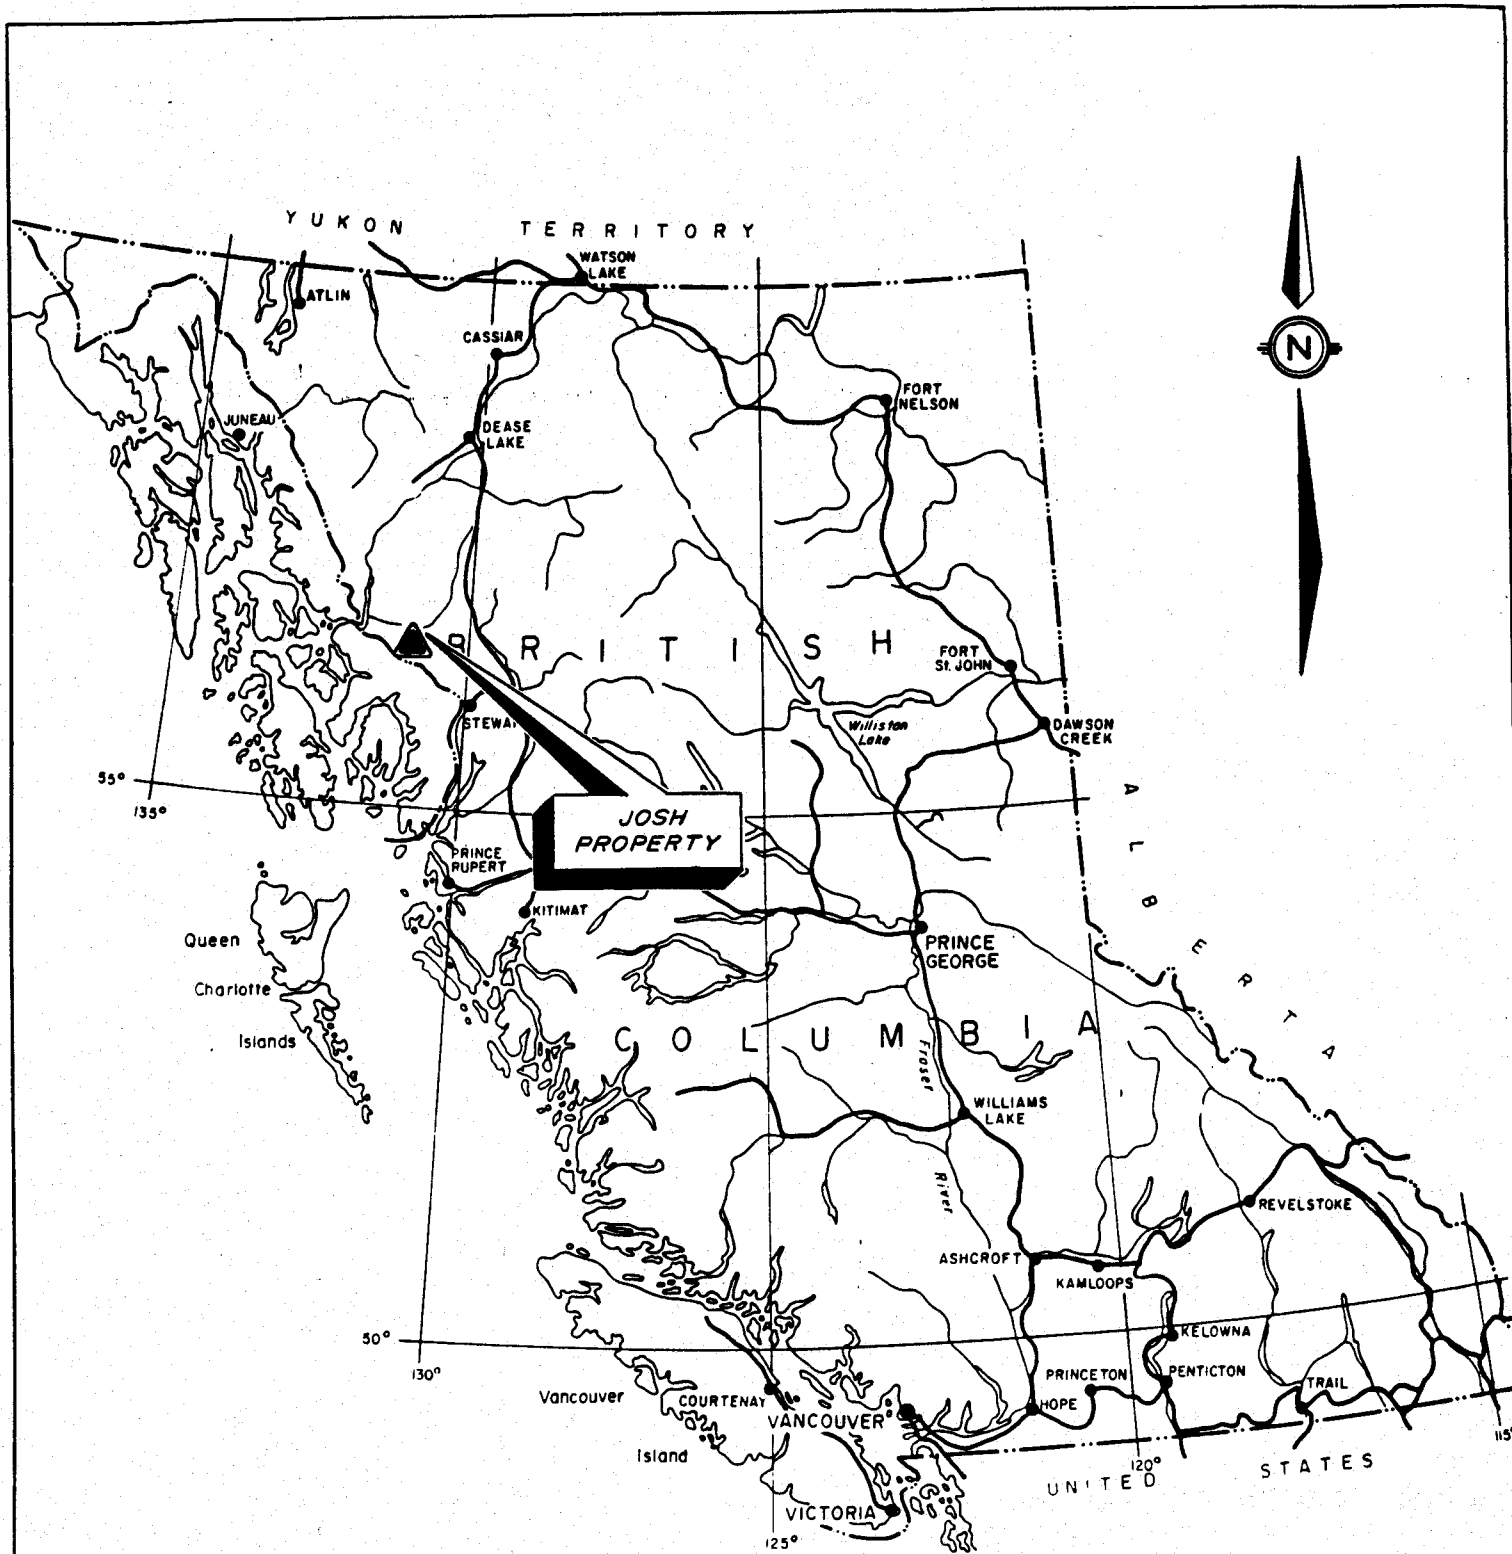 YUKON TERRITORY
WATSON
LAKE
ATLIN
CASSIAR
N
FORT
NELSON
JUNEAU
DEASE
LAKE
BRITISH
FORT
St. JOHN
STEWA
Williston
Lake
DAWSON
CREEK
55°
135°
JOSH
PROPERTY
ALBERTA
PRINCE
RUPERT
KITIMAT
Queen
Charlotte
Islands
PRINCE
GEORGE
COLUMBIA
Fraser
River
WILLIAMS
LAKE
REVELSTOKE
ASHCROFT
KAMLOOPS
50°
130°
KELOWNA
PRINCETON
PENTICTON
TRAIL
HOPE
Vancouver
Island
COURTENAY
VANCOUVER
VICTORIA
125°
120°
115°
UNITED STATES